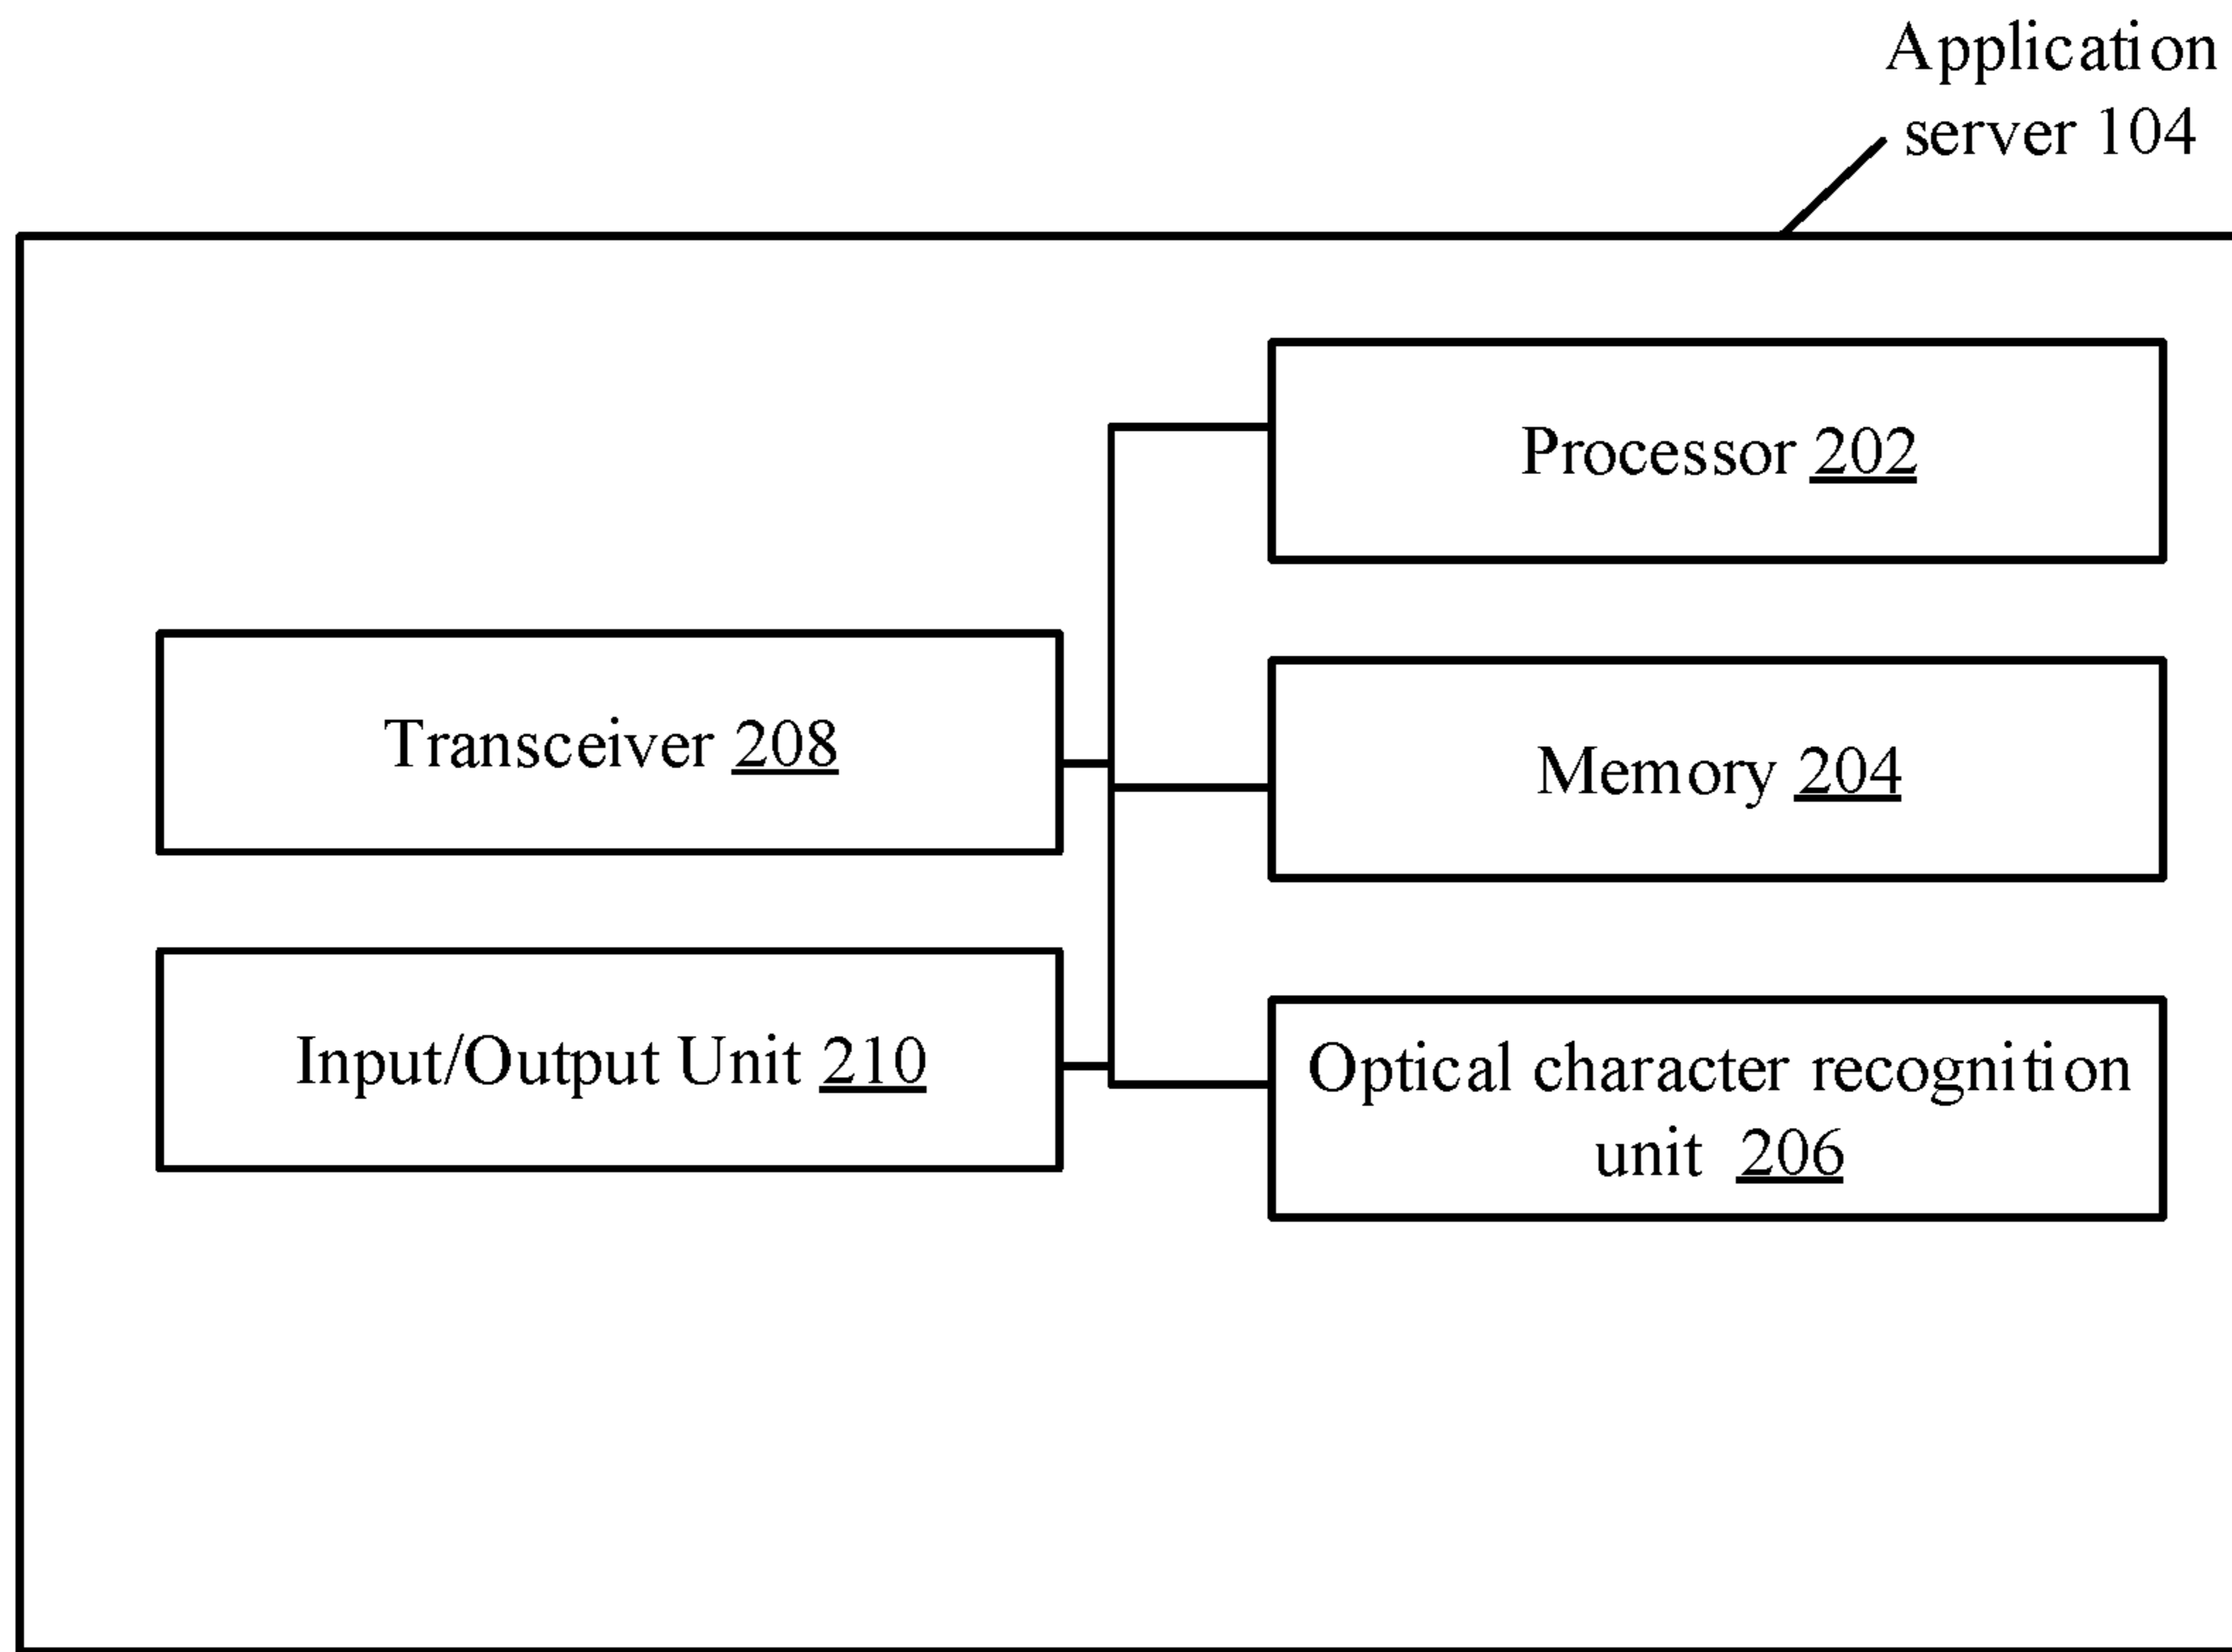 Application
server 104
Processor 202
Transceiver 208
Memory 204
Input/Output Unit 210
Optical character recognition
unit 206